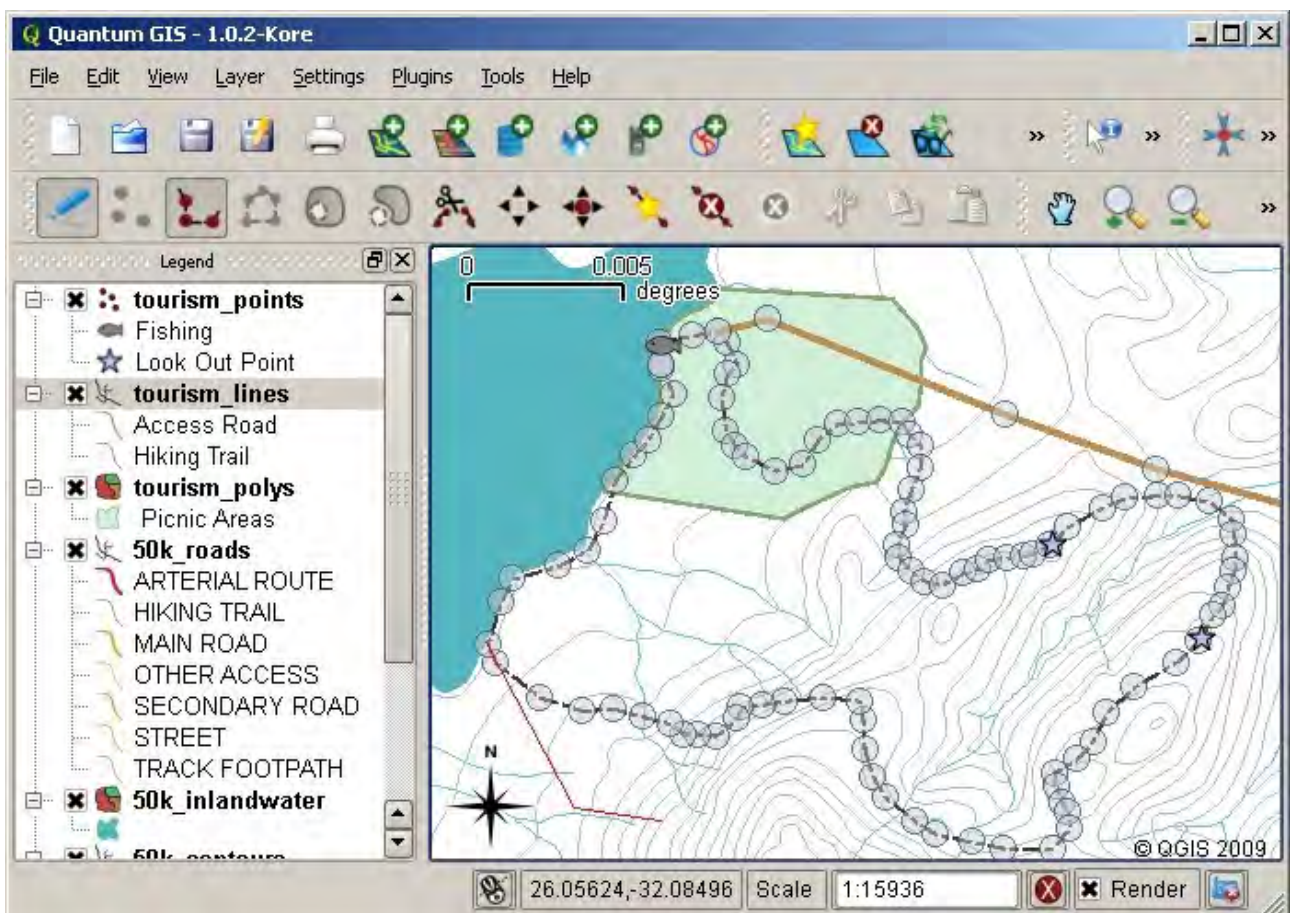 Quantum GIS - 1.0.2-Kore
File Edit View Layer Settings Plugins Tools Help
Legend
tourism_points
Fishing
Look Out Point
tourism_lines
Access Road
Hiking Trail
tourism_polys
Picnic Areas
50k_roads
ARTERIAL ROUTE
HIKING TRAIL
MAIN ROAD
OTHER ACCESS
SECONDARY ROAD
STREET
TRACK FOOTPATH
50k_inlandwater
50k_contours
0 0.005
degrees
N
© QGIS 2009
26.05624,-32.08496 Scale 1:15936 Render